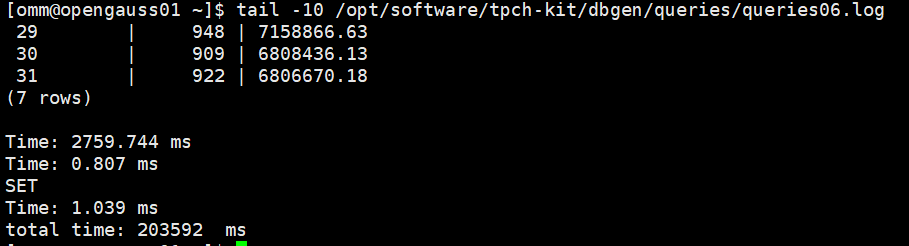 [omm@opengauss01 ~]$ tail -10 /opt/software/tpch-kit/dbgen/queries/queries06.log
 29        |     948 | 7158866.63
 30        |     909 | 6808436.13
 31        |     922 | 6806670.18
(7 rows)

Time: 2759.744 ms
Time: 0.807 ms
SET
Time: 1.039 ms
total time: 203592  ms